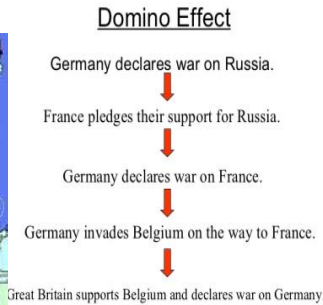 Domino Effect
Germany declares war on Russia.
France pledges their support for Russia.
Germany declares war on France.
Germany invades Belgium on the way to France.
Great Britain supports Belgium and declares war on Germany